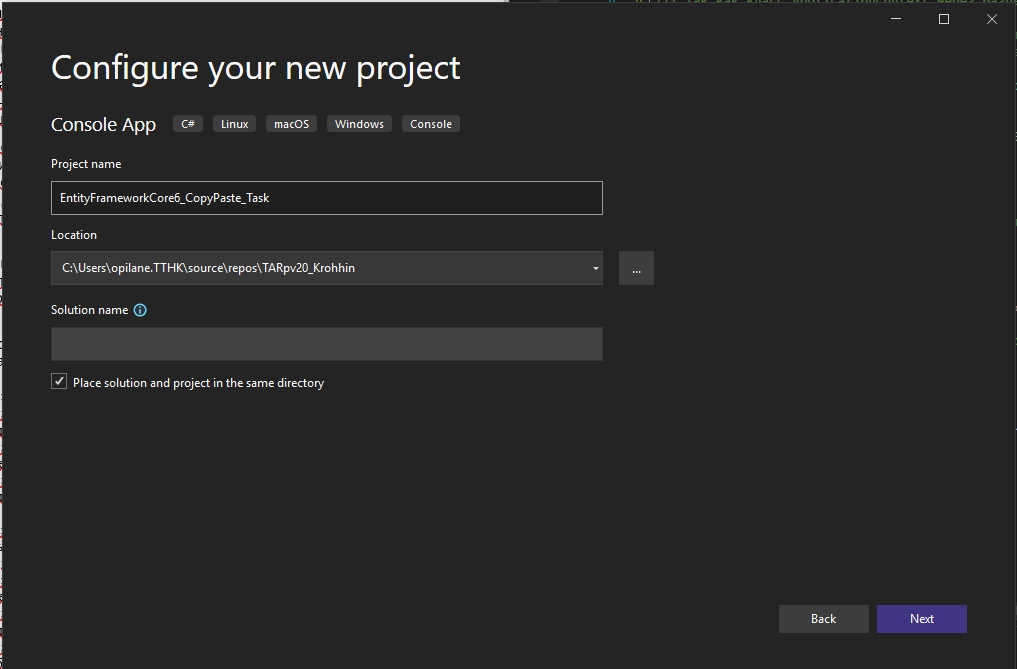 Configure your new project
Console App C# Linux macOS Windows Console
Project name
EntityFrameworkCore6_CopyPaste_Task
Location
C:\Users\opilane.TTHK\source\repos\TARpv20_Krohhin
...
Solution name
Place solution and project in the same directory
Back Next